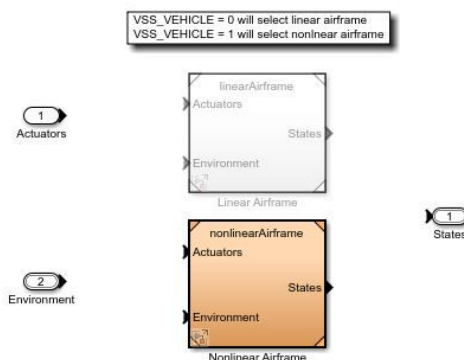 VSS_VEHICLE = 0 will select linear airframe
VSS_VEHICLE = 1 will select nonlnear airframe
linearAirframe
1
Actuators
Actuators
States
Environment
Linear Airframe
1
States
nonlinearAirframe
Actuators
2
Environment
States
Environment
Nonlinear Airframe